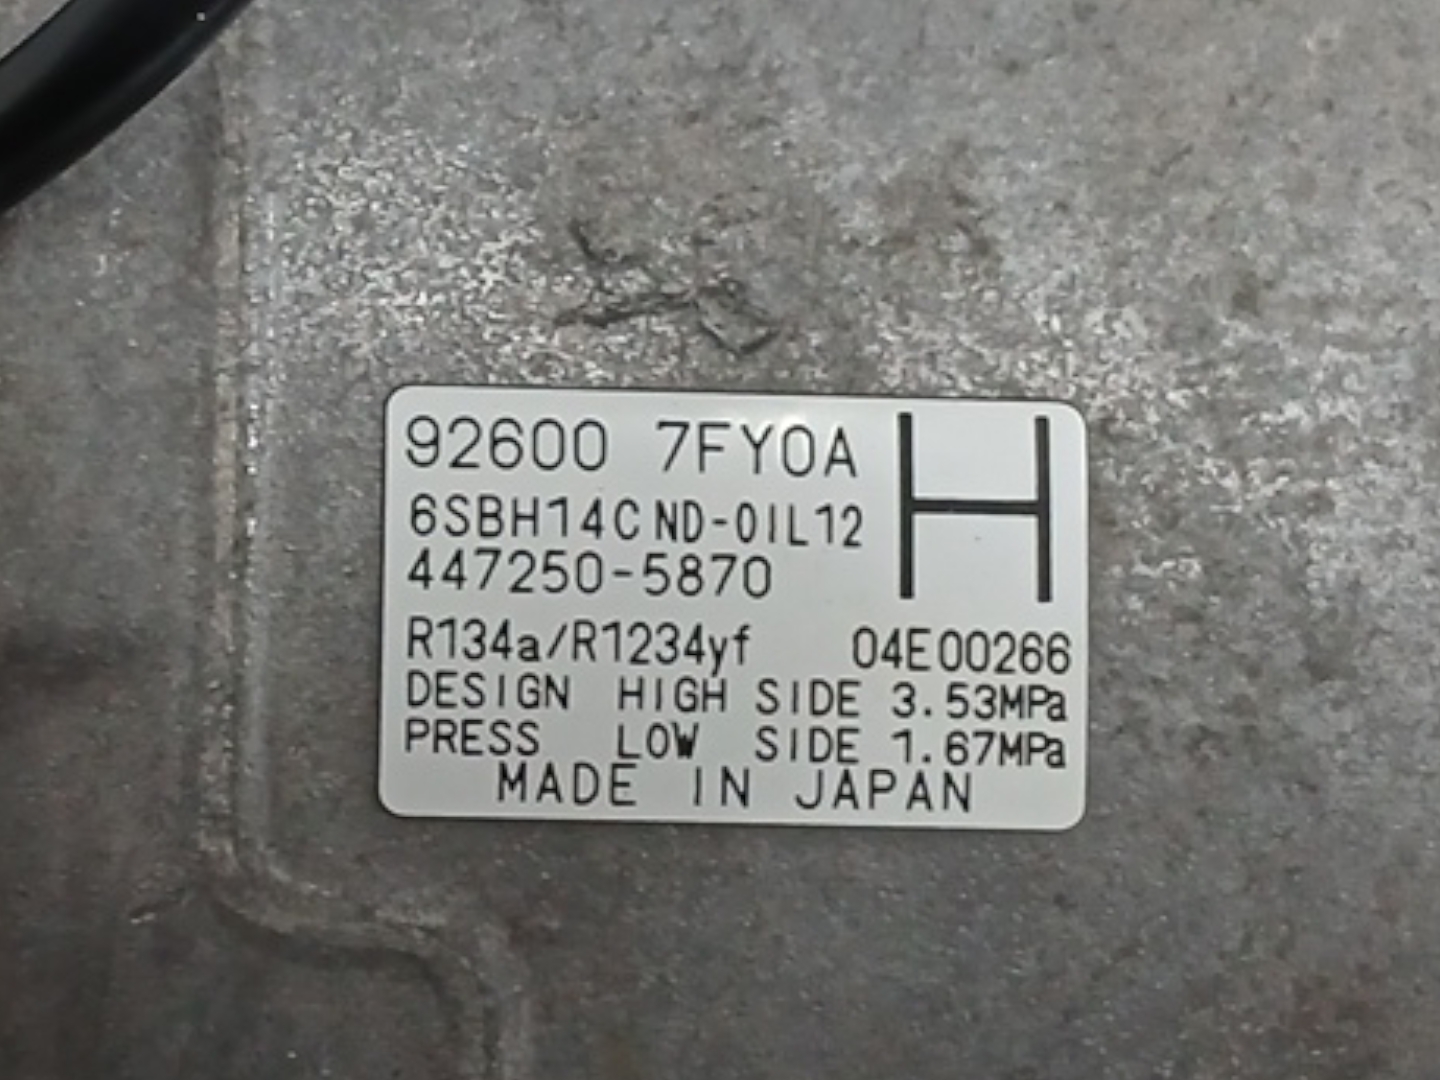 92600 7FY0A H
6SBH14C ND-OIL12
447250-5870
R134a/R1234yf 04E00266
DESIGN HIGH SIDE 3.53MPa
PRESS LOW SIDE 1.67MPa
MADE IN JAPAN